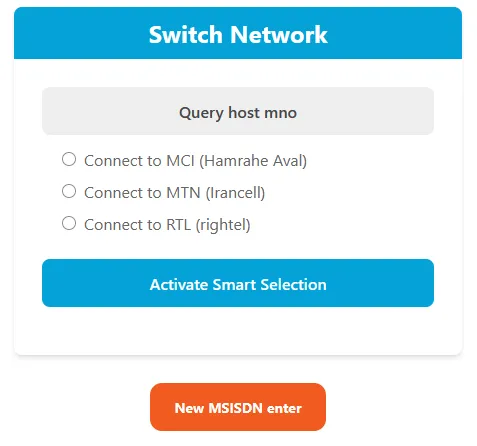 Switch Network
Query host mno
Connect to MCI (Hamrahe Aval)
Connect to MTN (Irancell)
Connect to RTL (rightel)
Activate Smart Selection
New MSISDN enter